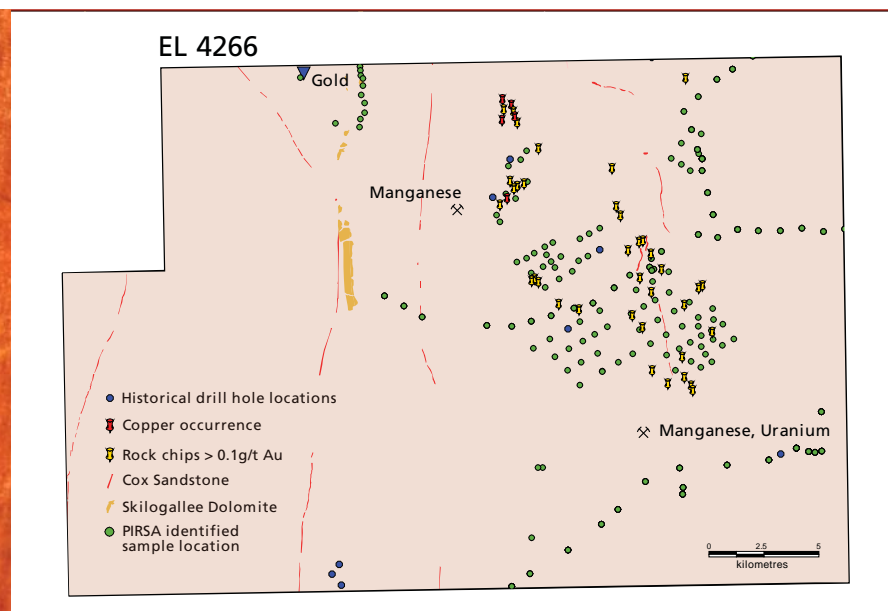 EL 4266
Gold
Manganese
Historical drill hole locations
Copper occurrence
Manganese, Uranium
Rock chips > 0.1g/t Au
Cox Sandstone
Skilogallee Dolomite
PIRSA identified
sample location
0 2.5 5
kilometres